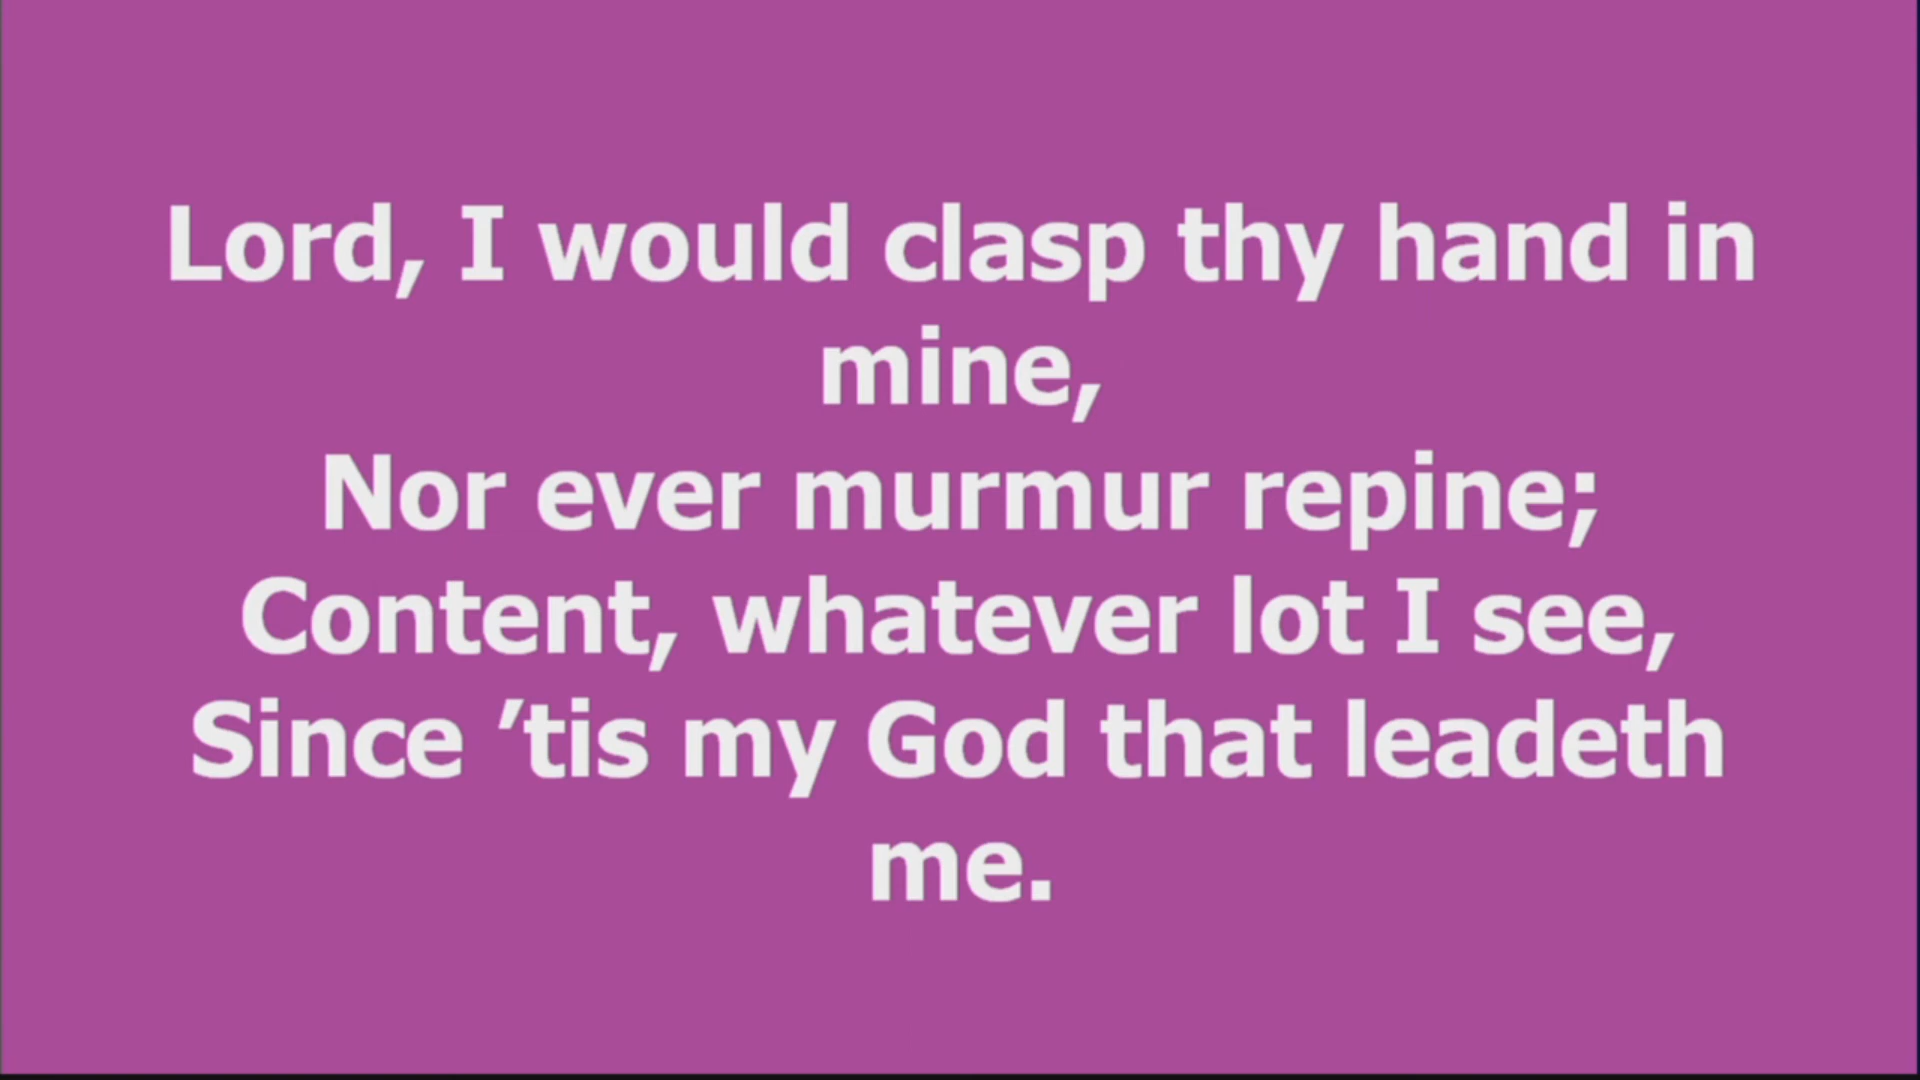 Lord, I would clasp thy hand in
mine,
Nor ever murmur repine;
Content, whatever lot I see,
Since ’tis my God that leadeth
me.